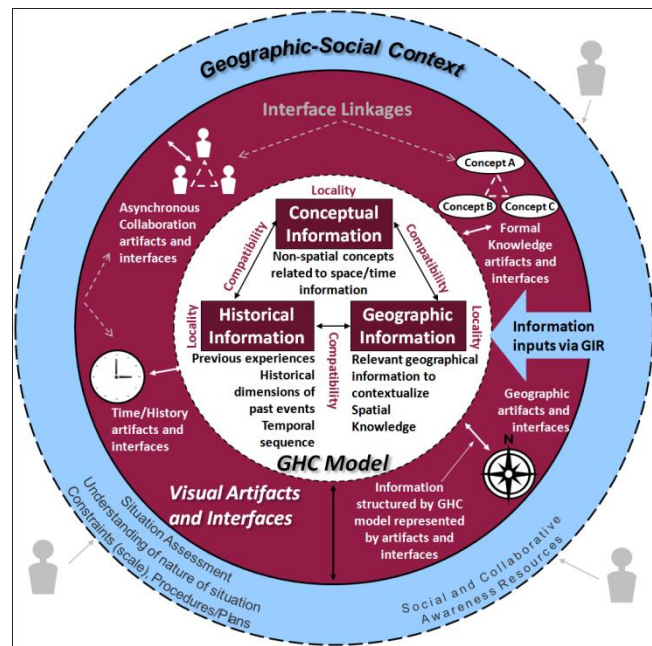 Geographic-Social Context
Interface Linkages
Asynchronous
Collaboration artifacts
and interfaces
Concept A
Concept B
Concept C
Formal
Knowledge
artifacts and
interfaces
Locality
Conceptual
Information
Non-spatial concepts
related to space/time
information
Compatibility
Compatibility
Locality
Historical
Information
Compatibility
Geographic
Information
Locality
Previous experiences
Historical
dimensions of
past events
Temporal
sequence
Relevant geographical
information to
contextualize
Spatial
Knowledge
GHC Model
Information
inputs via GIR
Time/History
artifacts and
interfaces
Geographic
artifacts and
interfaces
N
Visual Artifacts
and Interfaces
Information
structured by GHC
model represented
by artifacts and
interfaces
Situation Assessment
Understanding of nature of situation
Constraints (scale), Procedures/Plans
Social and Collaborative
Awareness Resources